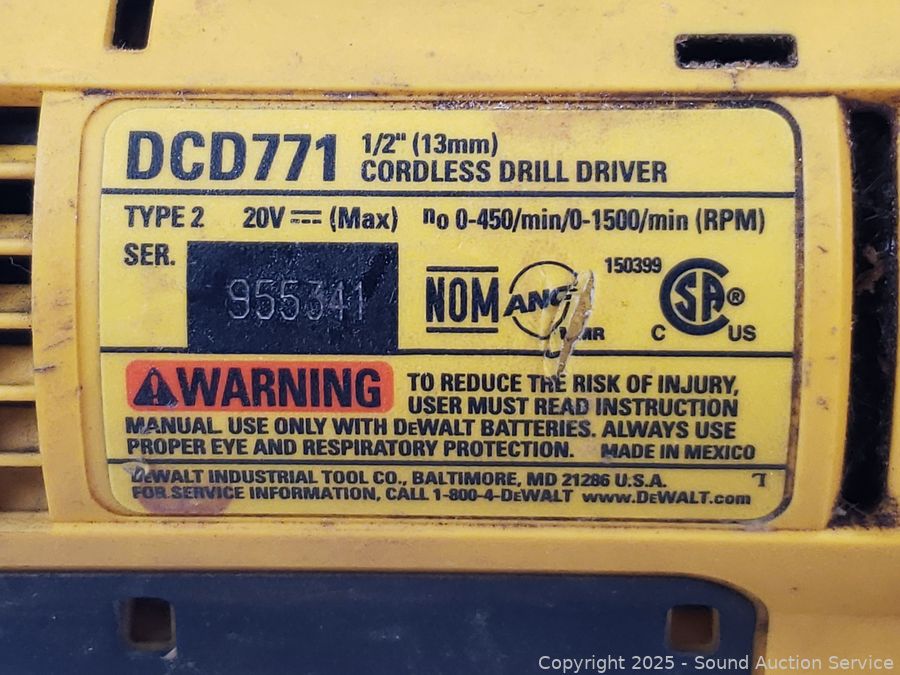 DCD771 1/2" (13mm)
CORDLESS DRILL DRIVER
TYPE 2 20V ⎓ (Max) no 0-450/min/0-1500/min (RPM)
SER. 955341
NOM ANCE
150399
CSA®
C US
⚠WARNING TO REDUCE THE RISK OF INJURY,
USER MUST READ INSTRUCTION
MANUAL. USE ONLY WITH DEWALT BATTERIES. ALWAYS USE
PROPER EYE AND RESPIRATORY PROTECTION. MADE IN MEXICO
DEWALT INDUSTRIAL TOOL CO., BALTIMORE, MD 21286 U.S.A.
FOR SERVICE INFORMATION, CALL 1-800-4-DEWALT www.DEWALT.com
Copyright © 2025 - Sound Auction Service